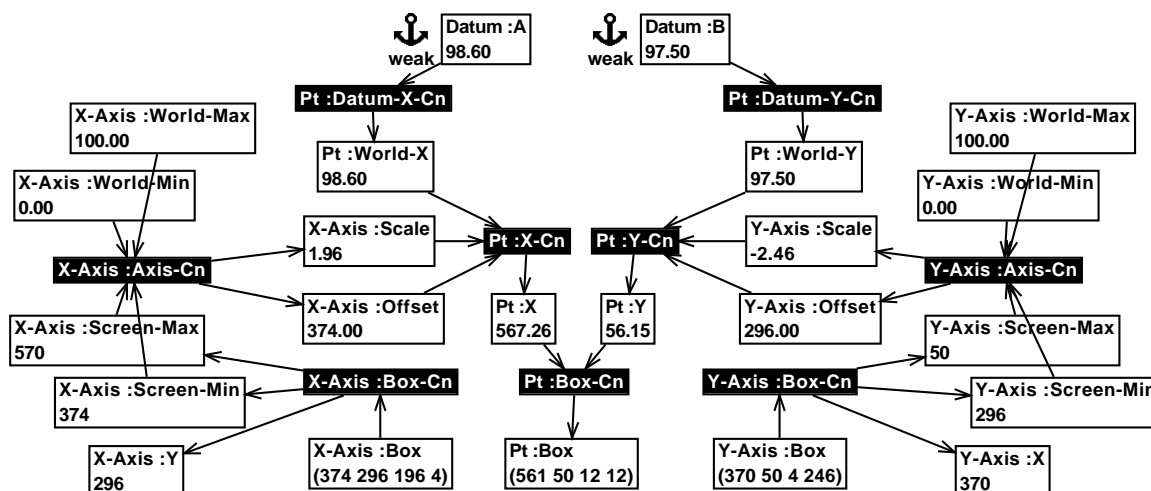 Datum :A
98.60
weak
Datum :B
97.50
weak
Pt :Datum-X-Cn
Pt :Datum-Y-Cn
X-Axis :World-Max
100.00
Pt :World-X
98.60
Pt :World-Y
97.50
Y-Axis :World-Max
100.00
X-Axis :World-Min
0.00
Y-Axis :World-Min
0.00
X-Axis :Scale
1.96
Pt :X-Cn
Pt :Y-Cn
Y-Axis :Scale
-2.46
X-Axis :Axis-Cn
Y-Axis :Axis-Cn
X-Axis :Offset
374.00
Pt :X
567.26
Pt :Y
56.15
Y-Axis :Offset
296.00
X-Axis :Screen-Max
570
Y-Axis :Screen-Max
50
X-Axis :Screen-Min
374
X-Axis :Box-Cn
Pt :Box-Cn
Y-Axis :Box-Cn
Y-Axis :Screen-Min
296
X-Axis :Y
296
X-Axis :Box
(374 296 196 4)
Pt :Box
(561 50 12 12)
Y-Axis :Box
(370 50 4 246)
Y-Axis :X
370